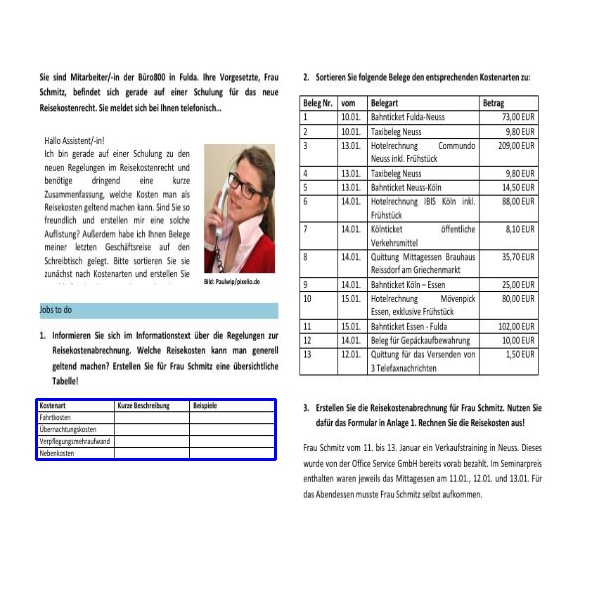 Sie sind Mitarbeiter/-in der Büro800 in Fulda. Ihre Vorgesetzte, Frau
Schmitz, befindet sich gerade auf einer Schulung für das neue
Reisekostenrecht. Sie meldet sich bei Ihnen telefonisch...
Hallo Assistent/-in!
Ich bin gerade auf einer Schulung zu den
neuen Regelungen im Reisekostenrecht und
benötige dringend eine kurze
Zusammenfassung, welche Kosten man als
Reisekosten geltend machen kann. Sind Sie so
freundlich und erstellen mir eine solche
Auflistung? Außerdem habe ich Ihnen Belege
meiner letzten Geschäftsreise auf den
Schreibtisch gelegt. Bitte sortieren Sie sie
zunächst nach Kostenarten und erstellen Sie
Bild: Paulwip/pixelio.de
Jobs to do
1. Informieren Sie sich im Informationstext über die Regelungen zur
Reisekostenabrechnung. Welche Reisekosten kann man generell
geltend machen? Erstellen Sie für Frau Schmitz eine übersichtliche
Tabelle!
Kostenart Kurze Beschreibung Beispiele
Fahrtkosten
Übernachtungskosten
Verpflegungsmehraufwand
Nebenkosten
2. Sortieren Sie folgende Belege den entsprechenden Kostenarten zu:
Beleg Nr. vom Belegart Betrag
1 10.01. Bahnticket Fulda-Neuss 73,00 EUR
2 10.01. Taxibeleg Neuss 9,80 EUR
3 13.01. Hotelrechnung Commundo 209,00 EUR
Neuss inkl. Frühstück
4 13.01. Taxibeleg Neuss 9,80 EUR
5 13.01. Bahnticket Neuss-Köln 14,50 EUR
6 14.01. Hotelrechnung IBIS Köln inkl. 88,00 EUR
Frühstück
7 14.01. Kölnticket öffentliche 8,10 EUR
Verkehrsmittel
8 14.01. Quittung Mittagessen Brauhaus 35,70 EUR
Reissdorf am Griechenmarkt
9 14.01. Bahnticket Köln – Essen 25,00 EUR
10 15.01. Hotelrechnung Mövenpick 80,00 EUR
Essen, exklusive Frühstück
11 15.01. Bahnticket Essen - Fulda 102,00 EUR
12 14.01. Beleg für Gepäckaufbewahrung 10,00 EUR
13 12.01. Quittung für das Versenden von 1,50 EUR
3 Telefaxnachrichten
3. Erstellen Sie die Reisekostenabrechnung für Frau Schmitz. Nutzen Sie
dafür das Formular in Anlage 1. Rechnen Sie die Reisekosten aus!
Frau Schmitz vom 11. bis 13. Januar ein Verkaufstraining in Neuss. Dieses
wurde von der Office Service GmbH bereits vorab bezahlt. Im Seminarpreis
enthalten waren jeweils das Mittagessen am 11.01., 12.01. und 13.01. Für
das Abendessen musste Frau Schmitz selbst aufkommen.